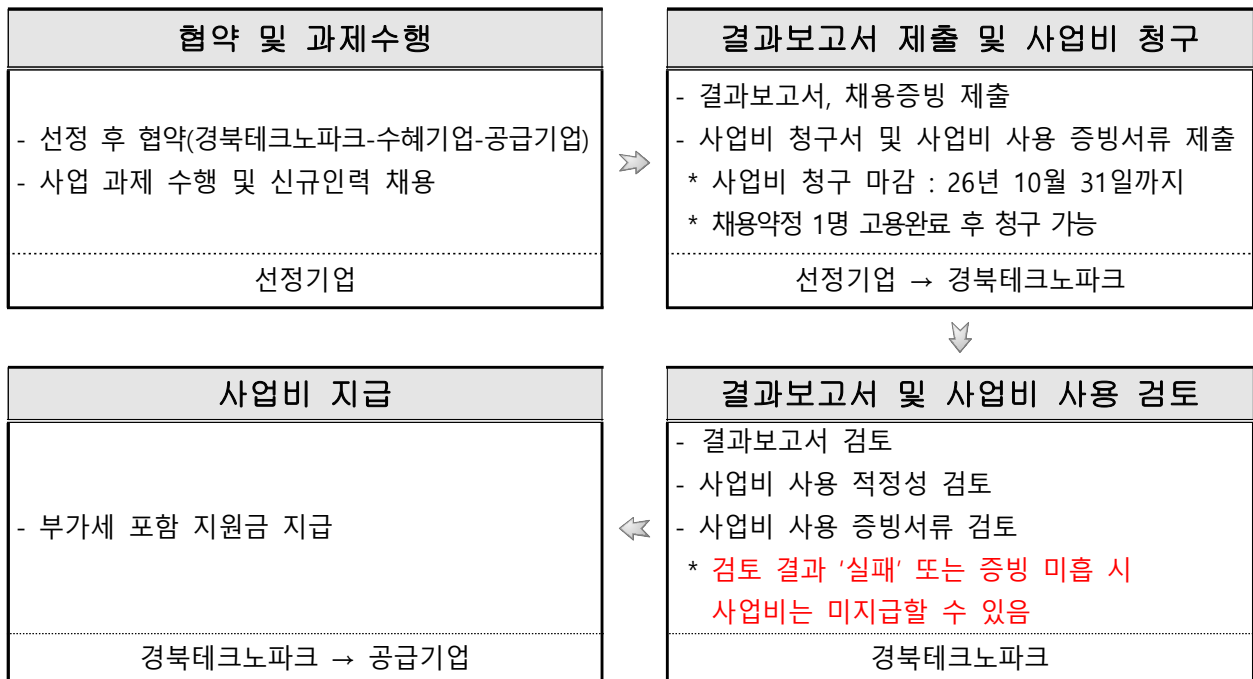 협약 및 과제수행
- 선정 후 협약(경북테크노파크-수혜기업-공급기업)
- 사업 과제 수행 및 신규인력 채용
선정기업
결과보고서 제출 및 사업비 청구
- 결과보고서, 채용증빙 제출
- 사업비 청구서 및 사업비 사용 증빙서류 제출
* 사업비 청구 마감 : 26년 10월 31일까지
* 채용약정 1명 고용완료 후 청구 가능
선정기업 → 경북테크노파크
결과보고서 및 사업비 사용 검토
- 결과보고서 검토
- 사업비 사용 적정성 검토
- 사업비 사용 증빙서류 검토
* 검토 결과 '실패' 또는 증빙 미흡 시
사업비는 미지급할 수 있음
경북테크노파크
사업비 지급
- 부가세 포함 지원금 지급
경북테크노파크 → 공급기업